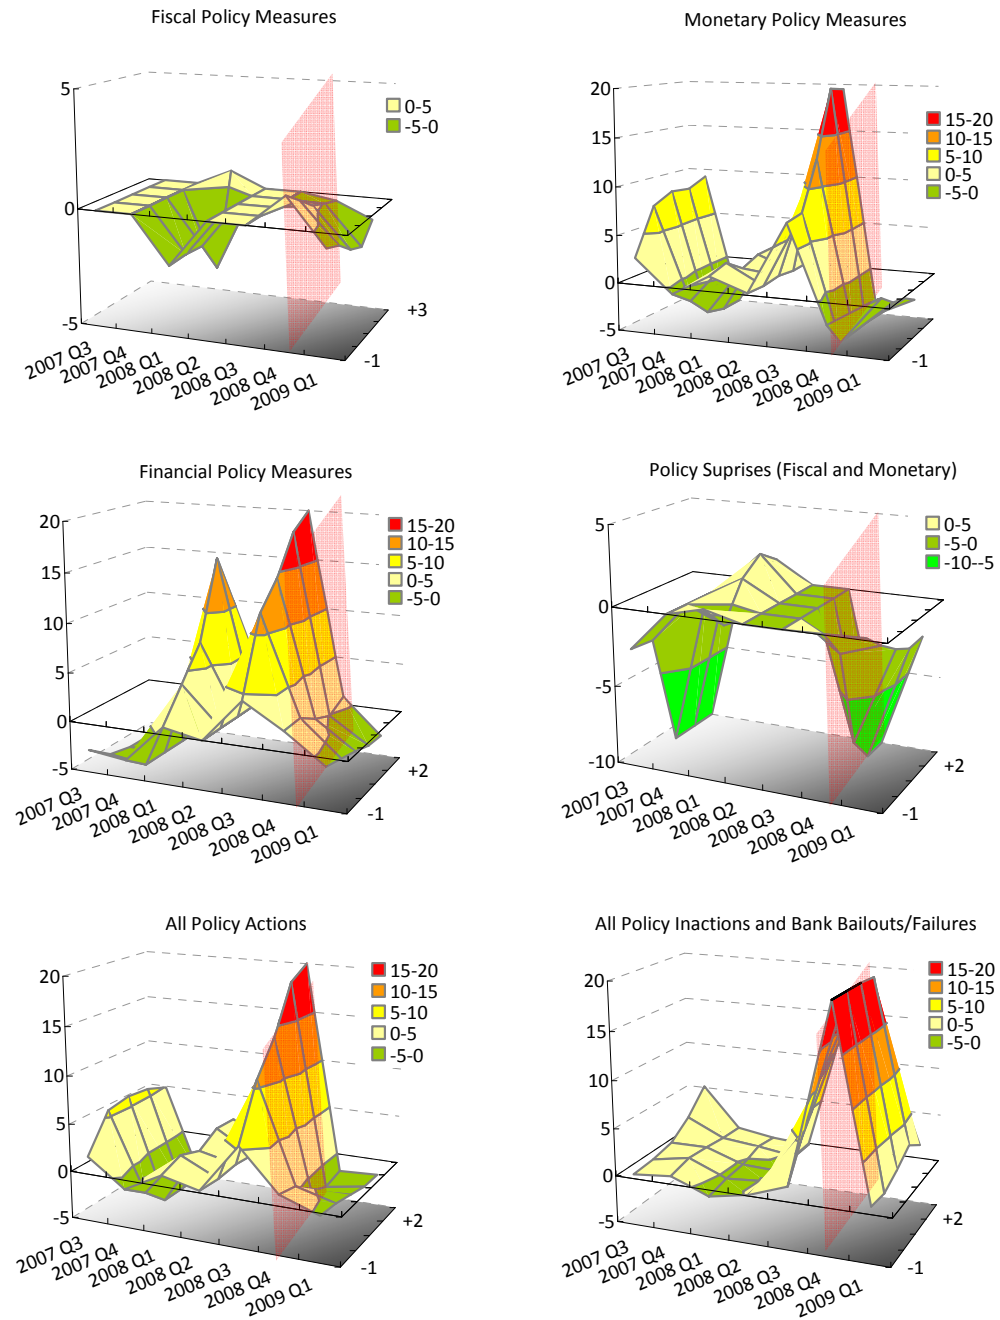 Fiscal Policy Measures
5
0
-5
0-5
-5-0
+3
-1
2007 Q3
2007 Q4
2008 Q1
2008 Q2
2008 Q3
2008 Q4
2009 Q1
Monetary Policy Measures
20
15
10
5
0
-5
15-20
10-15
5-10
0-5
-5-0
+1
-1
2007 Q3
2007 Q4
2008 Q1
2008 Q2
2008 Q3
2008 Q4
2009 Q1
Financial Policy Measures
20
15
10
5
0
-5
15-20
10-15
5-10
0-5
-5-0
+2
-1
2007 Q3
2007 Q4
2008 Q1
2008 Q2
2008 Q3
2008 Q4
2009 Q1
Policy Suprises (Fiscal and Monetary)
5
0
-5
-10
0-5
-5-0
-10--5
+2
-1
2007 Q3
2007 Q4
2008 Q1
2008 Q2
2008 Q3
2008 Q4
2009 Q1
All Policy Actions
20
15
10
5
0
-5
15-20
10-15
5-10
0-5
-5-0
+2
-1
2007 Q3
2007 Q4
2008 Q1
2008 Q2
2008 Q3
2008 Q4
2009 Q1
All Policy Inactions and Bank Bailouts/Failures
20
15
10
5
0
-5
15-20
10-15
5-10
0-5
-5-0
+2
-1
2007 Q3
2007 Q4
2008 Q1
2008 Q2
2008 Q3
2008 Q4
2009 Q1